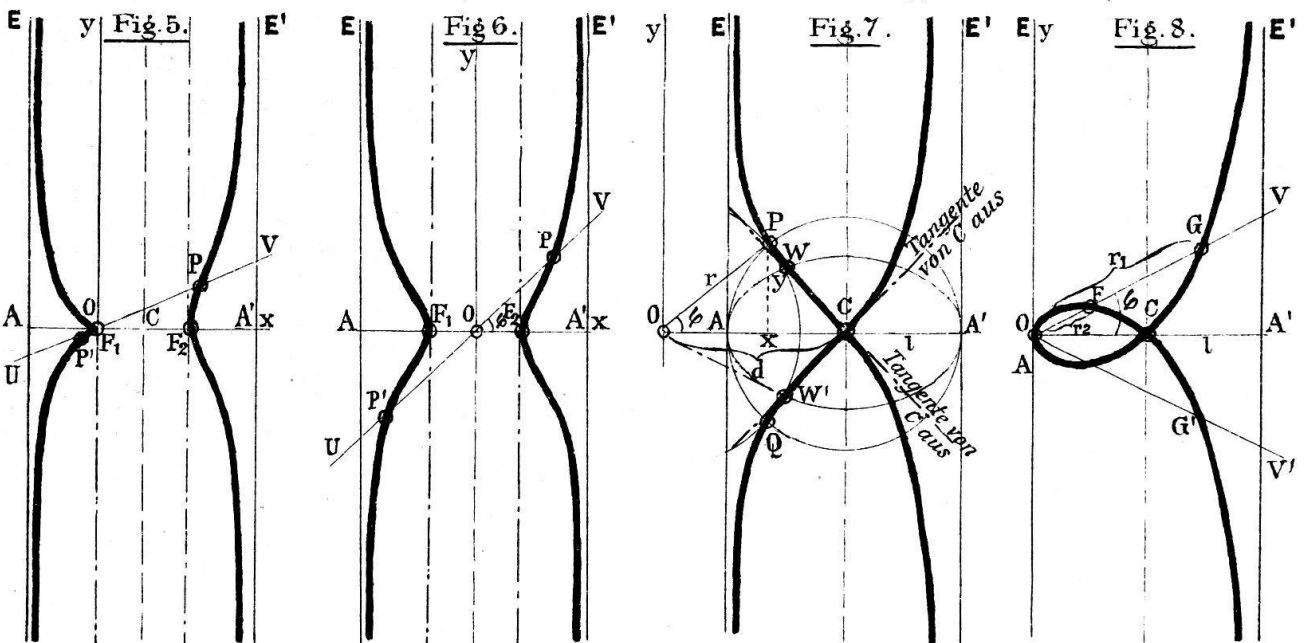 E y Fig.5. E'
A O C A' x
P V
P' F₁ F₂
U
E Fig 6. E'
y
V
P
A F₁ O φ E₂ A' x
P'
U
y E Fig.7. E'
Tangente
von C aus
P W
r y
O φ A C A'
x l
d
W'
Q
Tangente von
C aus
E y Fig.8. E'
V
G
r₁
F φ C
O r₂ l A'
A
G'
V'